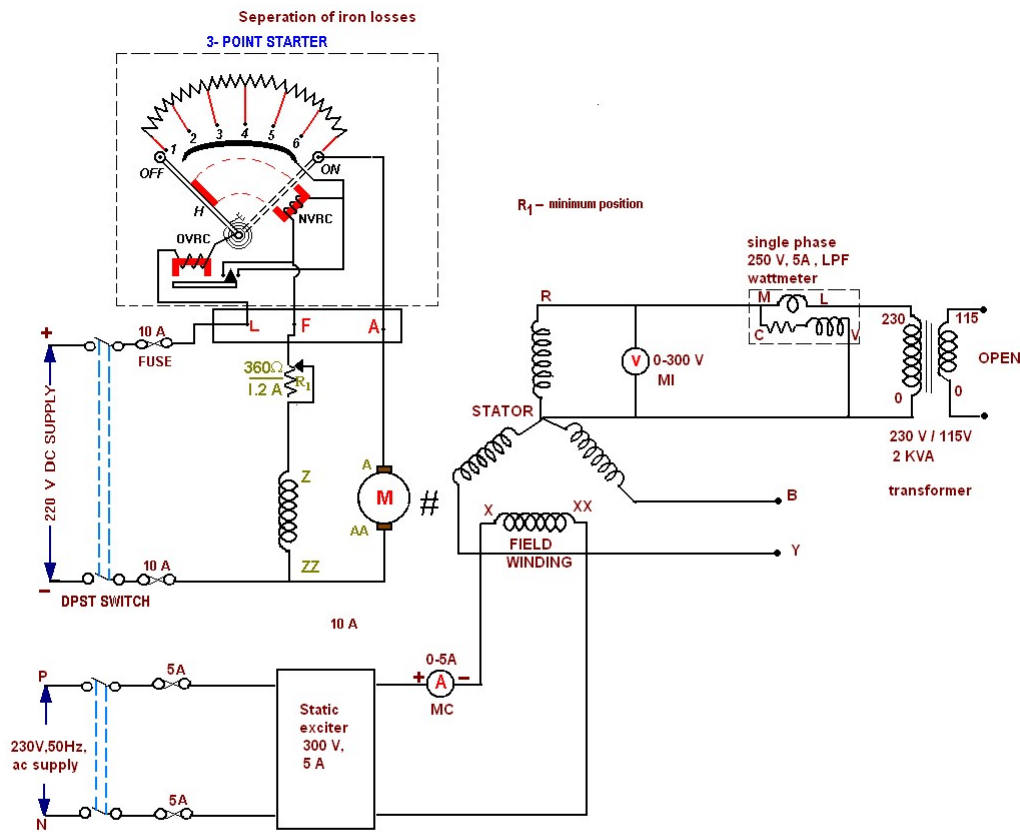 Seperation of iron losses
3- POINT STARTER
1
2
3
4
5
6
OFF
ON
H
NVRC
OVRC
L
F
A
+
10 A
FUSE
220 V DC SUPPLY
360Ω
1.2 A
R1
Z
ZZ
A
M
AA
#
10 A
−
DPST SWITCH
10 A
R1 – minimum position
single phase
250 V, 5A , LPF
wattmeter
R
M
L
C
V
V
0-300 V
MI
230
115
0
0
OPEN
STATOR
230 V / 115V
2 KVA
transformer
B
Y
X
XX
FIELD
WINDING
P
5A
230V,50Hz,
ac supply
N
5A
Static
exciter
300 V,
5 A
0-5A
+
A
−
MC